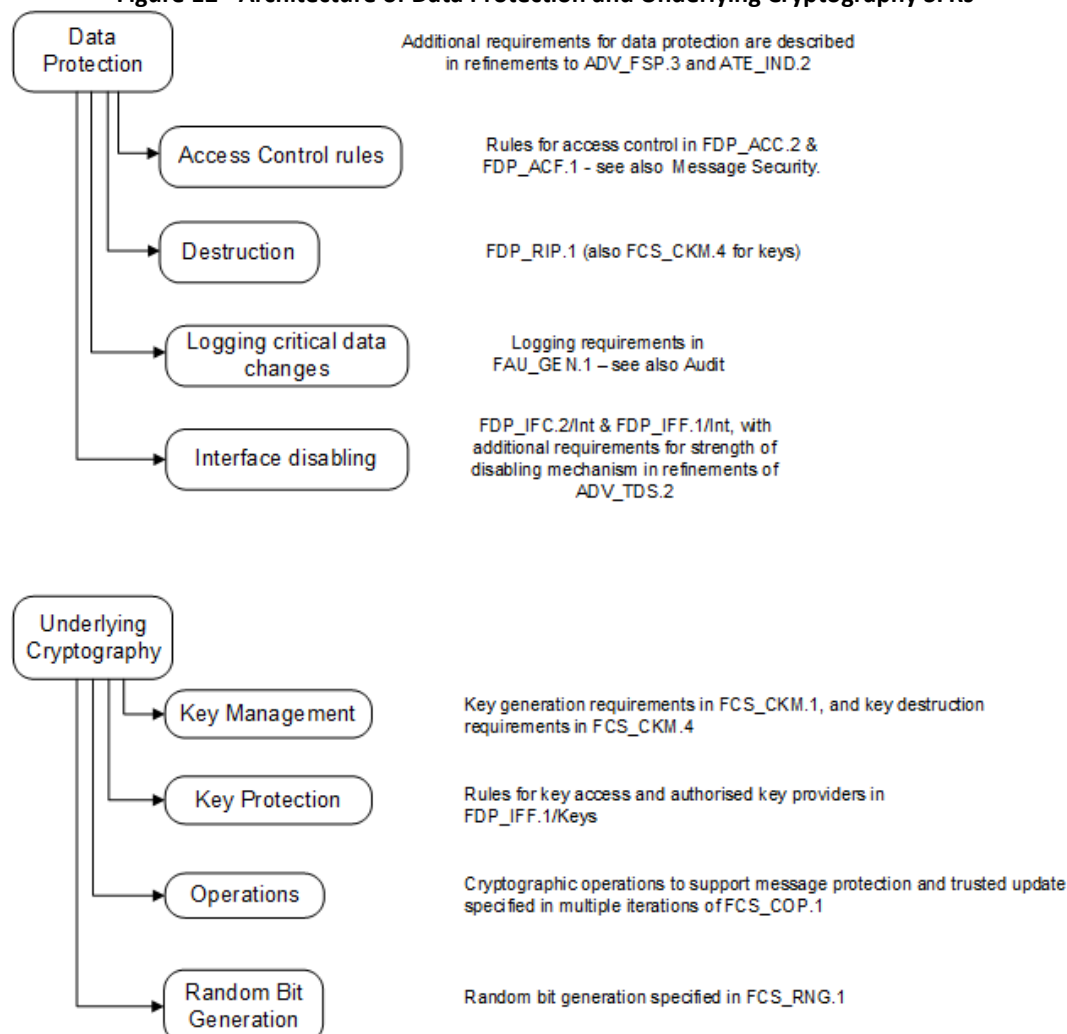 Figure 11 - Architecture of Data Protection and Underlying Cryptography SFRs
Data
Protection
Additional requirements for data protection are described
in refinements to ADV_FSP.3 and ATE_IND.2
Access Control rules
Rules for access control in FDP_ACC.2 &
FDP_ACF.1 - see also Message Security.
Destruction
FDP_RIP.1 (also FCS_CKM.4 for keys)
Logging critical data
changes
Logging requirements in
FAU_GEN.1 – see also Audit
Interface disabling
FDP_IFC.2/Int & FDP_IFF.1/Int, with
additional requirements for strength of
disabling mechanism in refinements of
ADV_TDS.2
Underlying
Cryptography
Key Management
Key generation requirements in FCS_CKM.1, and key destruction
requirements in FCS_CKM.4
Key Protection
Rules for key access and authorised key providers in
FDP_IFF.1/Keys
Operations
Cryptographic operations to support message protection and trusted update
specified in multiple iterations of FCS_COP.1
Random Bit
Generation
Random bit generation specified in FCS_RNG.1